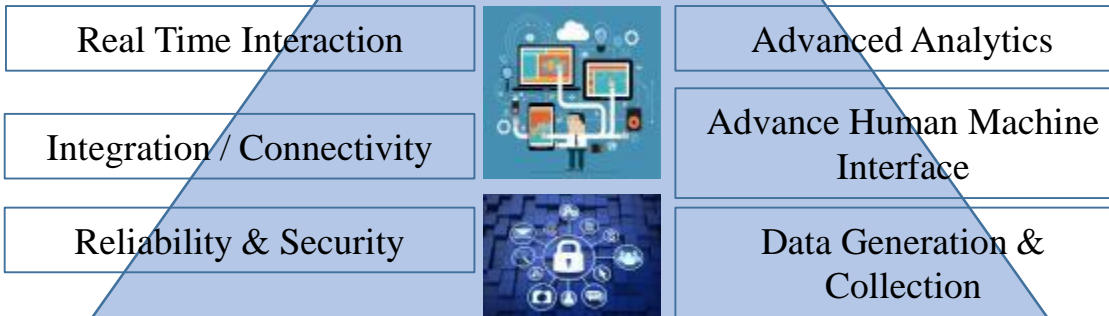 Real Time Interaction
Integration / Connectivity
Reliability & Security
Advanced Analytics
Advance Human Machine
Interface
Data Generation &
Collection